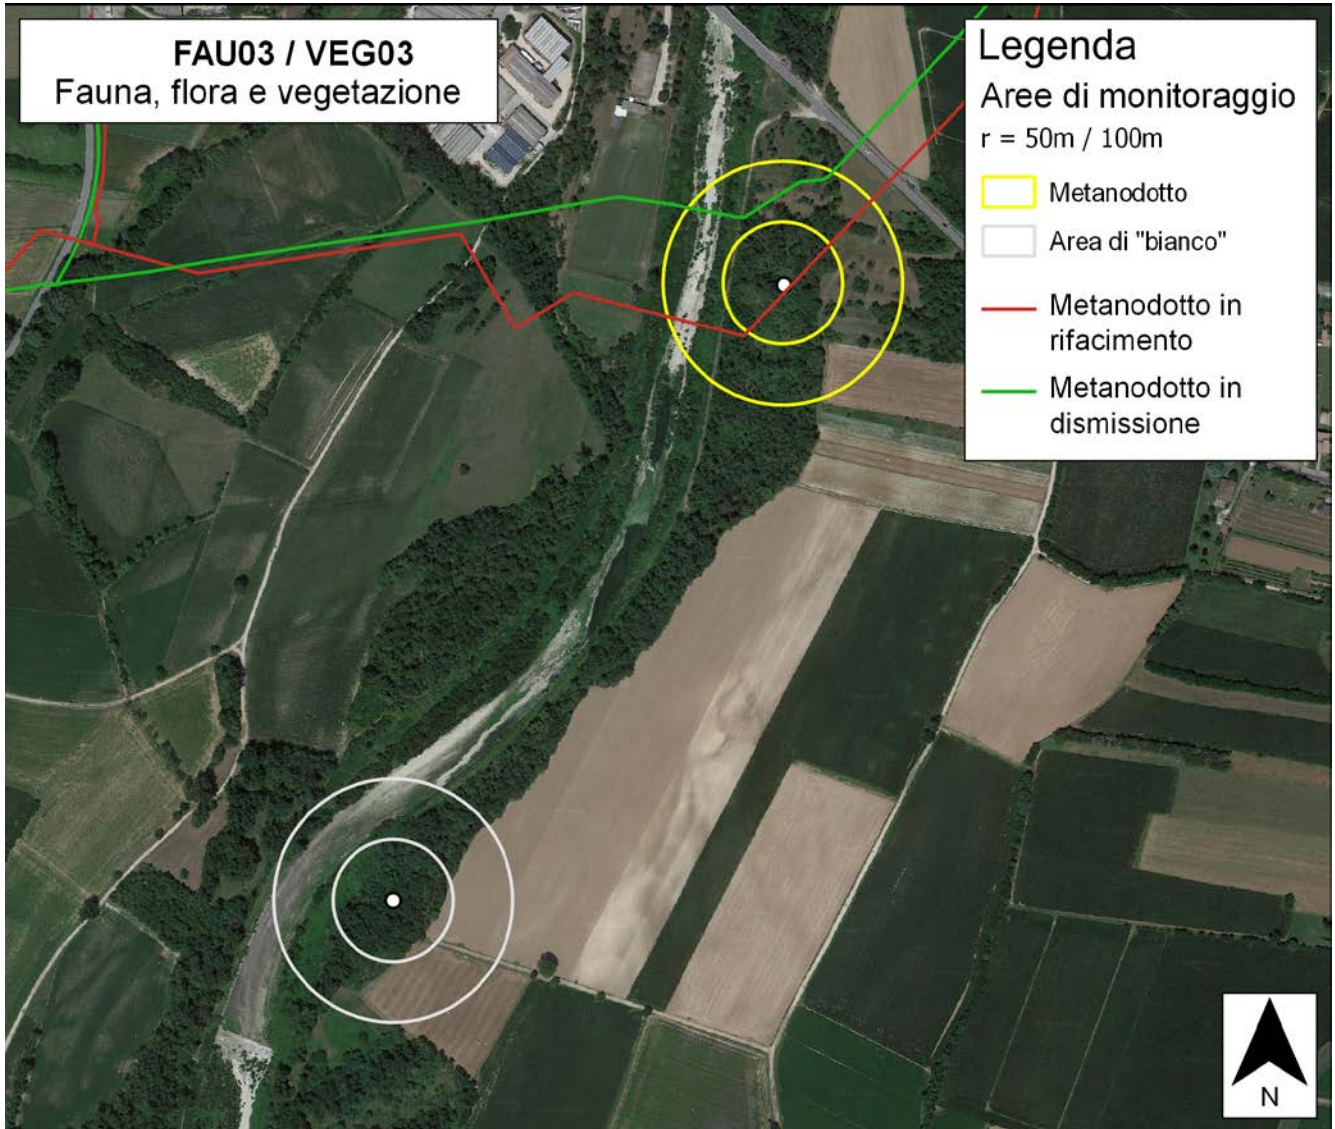 FAU03 / VEG03
Fauna, flora e vegetazione
Legenda
Aree di monitoraggio
r = 50m / 100m
Metanodotto
Area di "bianco"
Metanodotto in
rifacimento
Metanodotto in
dismissione
N